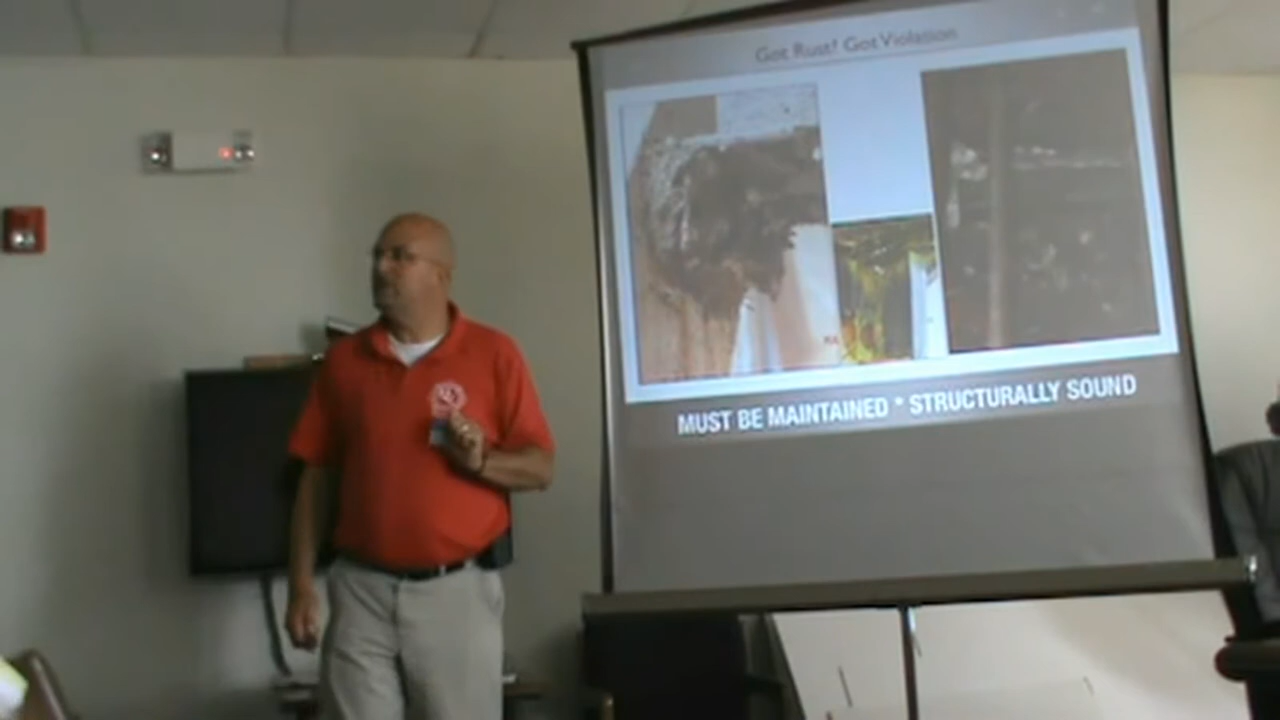 Got Rust? Got Violation
MUST BE MAINTAINED * STRUCTURALLY SOUND